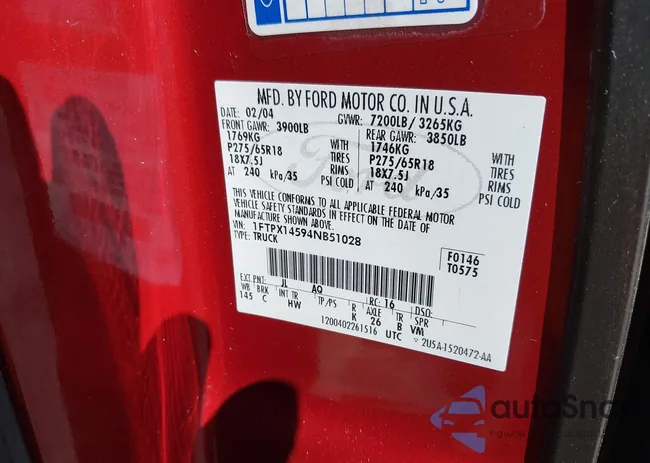 MFD. BY FORD MOTOR CO. IN U.S.A.
DATE: 02/04 GVWR: 7200LB/ 3265KG
FRONT GAWR: 3900LB REAR GAWR: 3850LB
1769KG WITH 1746KG WITH
P275/65R18 TIRES P275/65R18 TIRES
18X7.5J RIMS 18X7.5J RIMS
AT 240 kPa/35 PSI COLD AT 240 kPa/35 PSI COLD
THIS VEHICLE CONFORMS TO ALL APPLICABLE FEDERAL MOTOR
VEHICLE SAFETY STANDARDS IN EFFECT ON THE DATE OF
MANUFACTURE SHOWN ABOVE.
VIN: 1FTPX14594NB51028
TYPE: TRUCK
F0146
T0575
EXT PNT: JL AQ RC: 16 DSO:
WB BRK INT TR TP/PS R AXLE TR SPR
145 C HW K 26 B VM
1200402261516 UTC
2U5A-1520472-AA
Ford
autoSnap